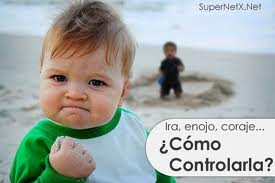 SuperNetX.Net
Ira, enojo, coraje...
¿Cómo
Controlarla?